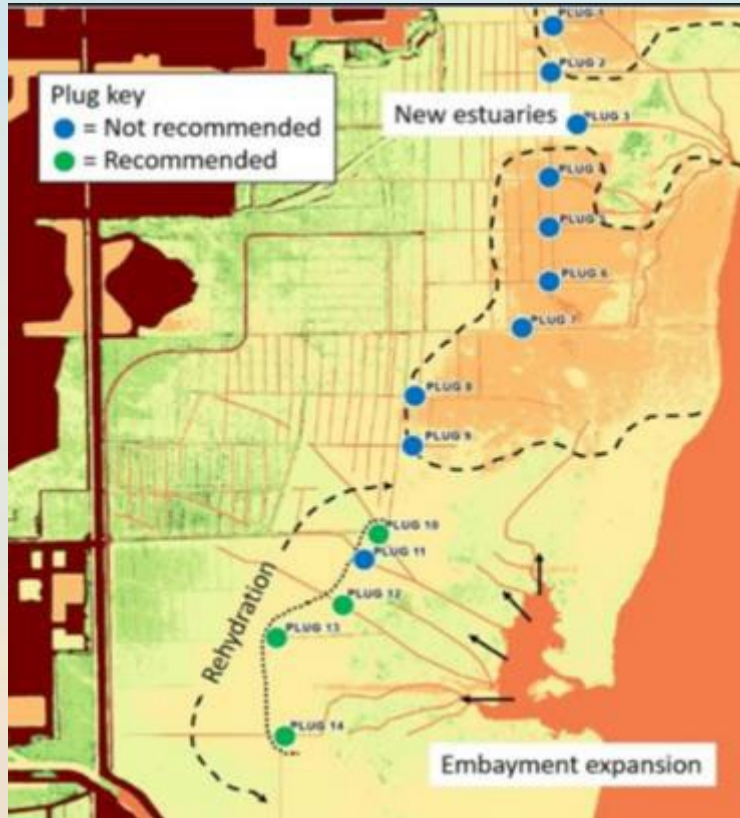 PLUG 1
Plug key
PLUG 2
= Not recommended
New estuaries
PLUG 3
= Recommended
PLUG 4
PLUG 5
PLUG 6
PLUG 7
PLUG 8
PLUG 9
PLUG 10
PLUG 11
Rehydration
PLUG 12
PLUG 13
PLUG 14
Embayment expansion